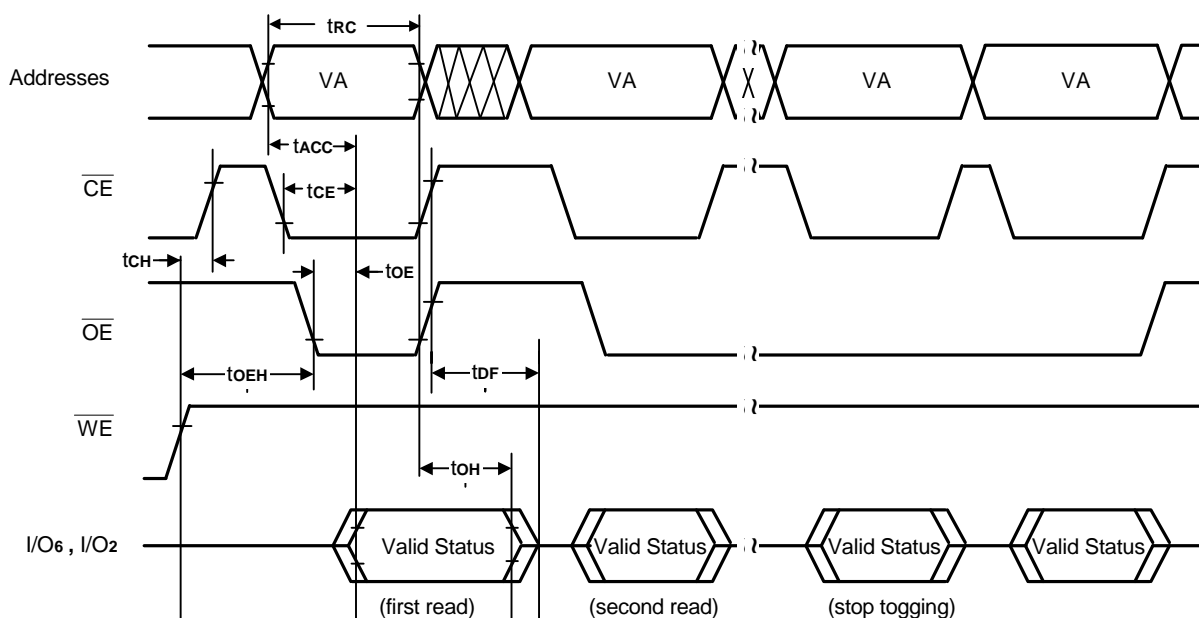 tRC
Addresses VA VA VA VA
tACC
CE tCE
tCH tOE
OE
tOEH tDF
WE
tOH
I/O6 , I/O2 Valid Status Valid Status Valid Status Valid Status
(first read) (second read) (stop togging)